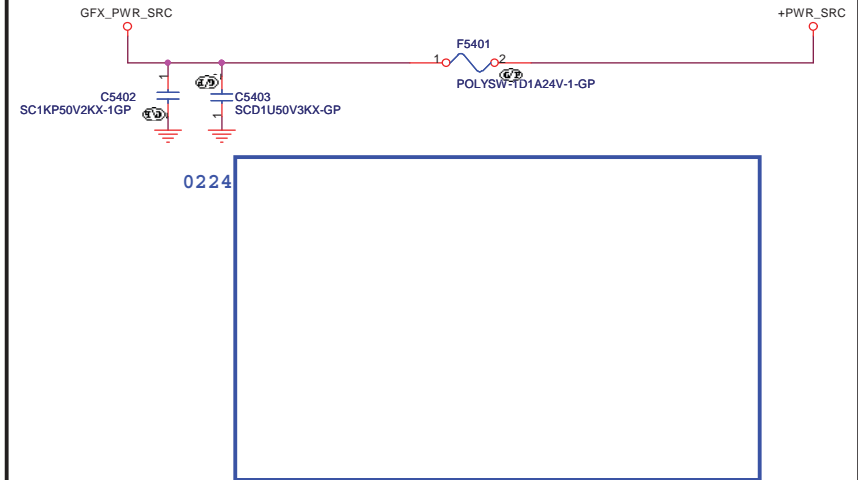 GFX_PWR_SRC
+PWR_SRC
F5401
1
2
POLYSW-1D1A24V-1-GP
1
C5402
SC1KP50V2KX-1GP
C5403
SCD1U50V3KX-GP
1
0224